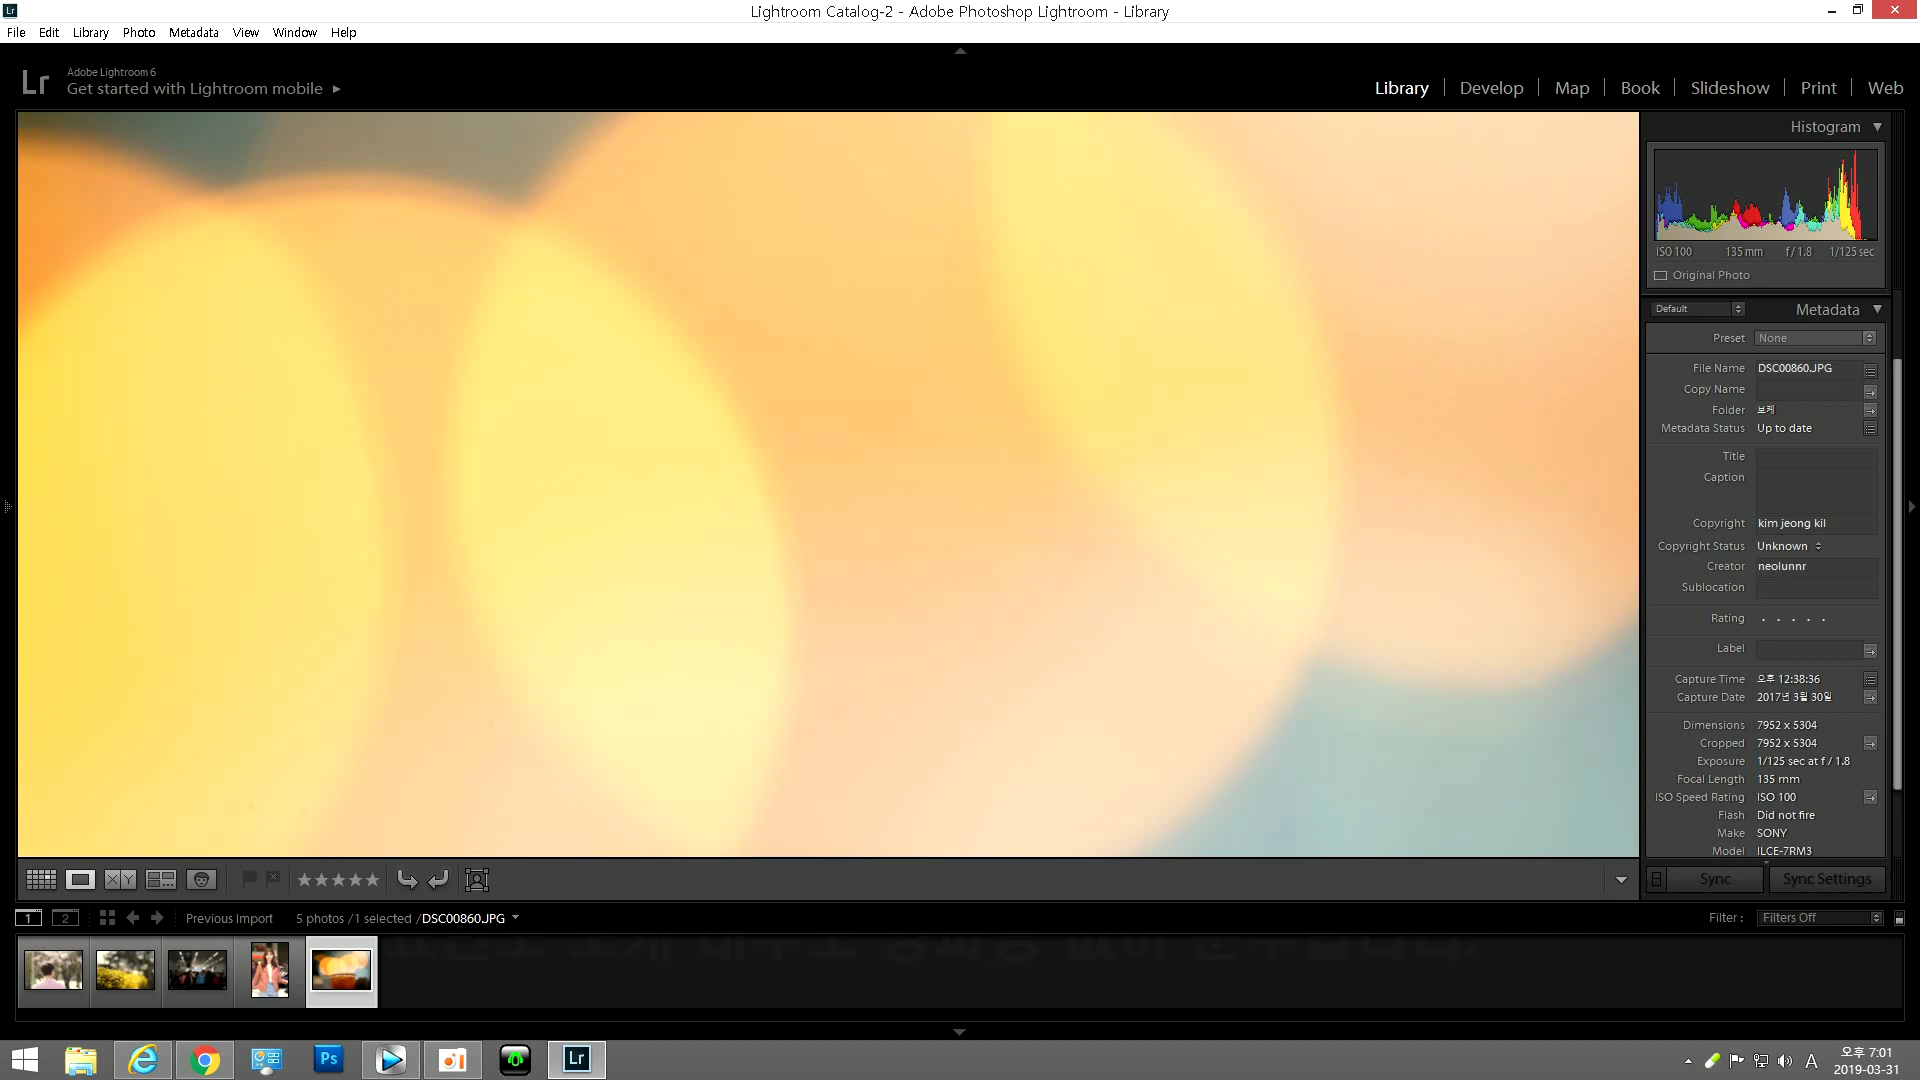 Lr
Lightroom Catalog-2 - Adobe Photoshop Lightroom - Library
File Edit Library Photo Metadata View Window Help
Lr
Adobe Lightroom 6
Get started with Lightroom mobile
Library Develop Map Book Slideshow Print Web
Histogram
ISO 100 135 mm f / 1.8 1/125 sec
Original Photo
Default Metadata
Preset None
File Name DSC00860.JPG
Copy Name
Folder 보케
Metadata Status Up to date
Title
Caption
Copyright kim jeong kil
Copyright Status Unknown
Creator neolunnr
Sublocation
Rating
Label
Capture Time 오후 12:38:36
Capture Date 2017년 3월 30일
Dimensions 7952 x 5304
Cropped 7952 x 5304
Exposure 1/125 sec at f / 1.8
Focal Length 135 mm
ISO Speed Rating ISO 100
Flash Did not fire
Make SONY
Model ILCE-7RM3
XY
Sync Sync Settings
1 2 Previous Import 5 photos / 1 selected / DSC00860.JPG
Filter : Filters Off
없이
Ps
Lr
A
오후 7:01
2019-03-31